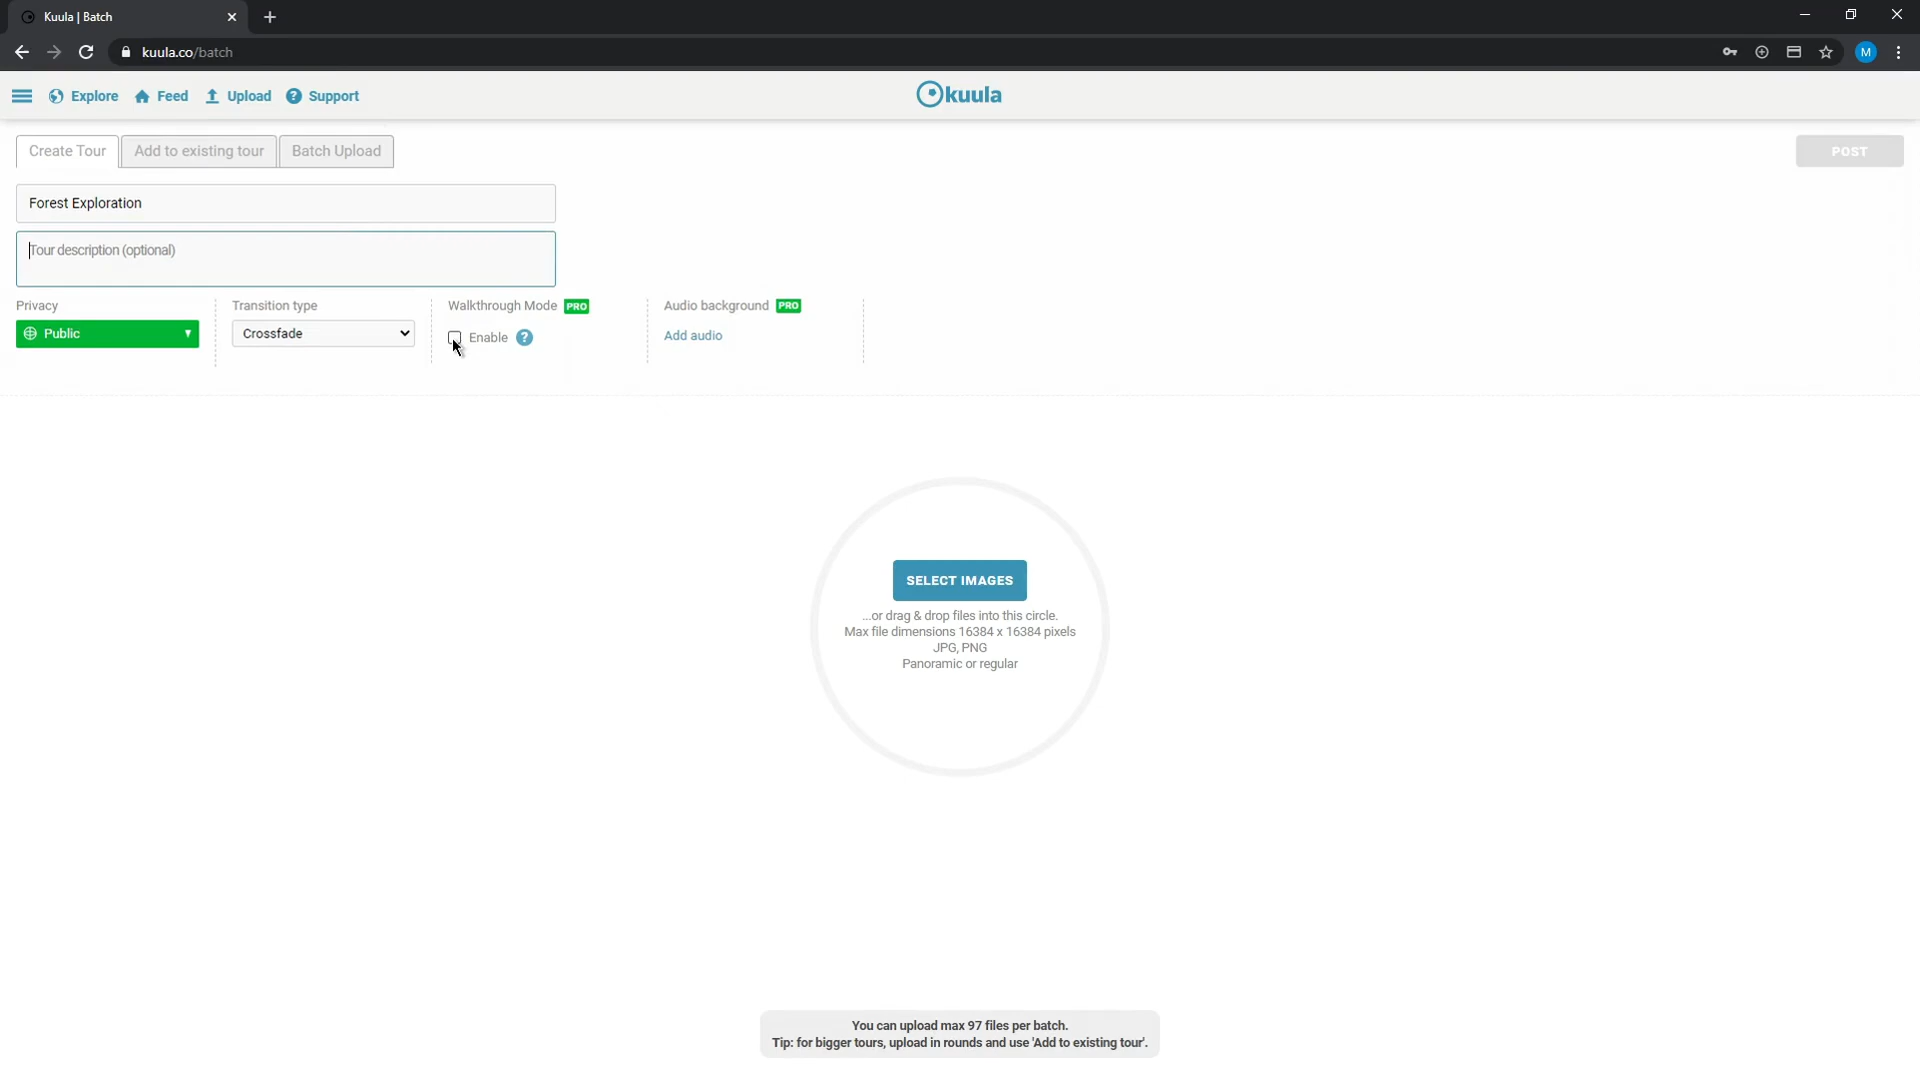 Kuula | Batch
kuula.co/batch
M
Explore
Feed
Upload
Support
kuula
Create Tour
Add to existing tour
Batch Upload
POST
Forest Exploration
Tour description (optional)
Privacy
Transition type
Walkthrough Mode PRO
Audio background PRO
Public
Crossfade
Enable ?
Add audio
SELECT IMAGES
...or drag & drop files into this circle.
Max file dimensions 16384 x 16384 pixels
JPG, PNG
Panoramic or regular
You can upload max 97 files per batch.
Tip: for bigger tours, upload in rounds and use 'Add to existing tour'.